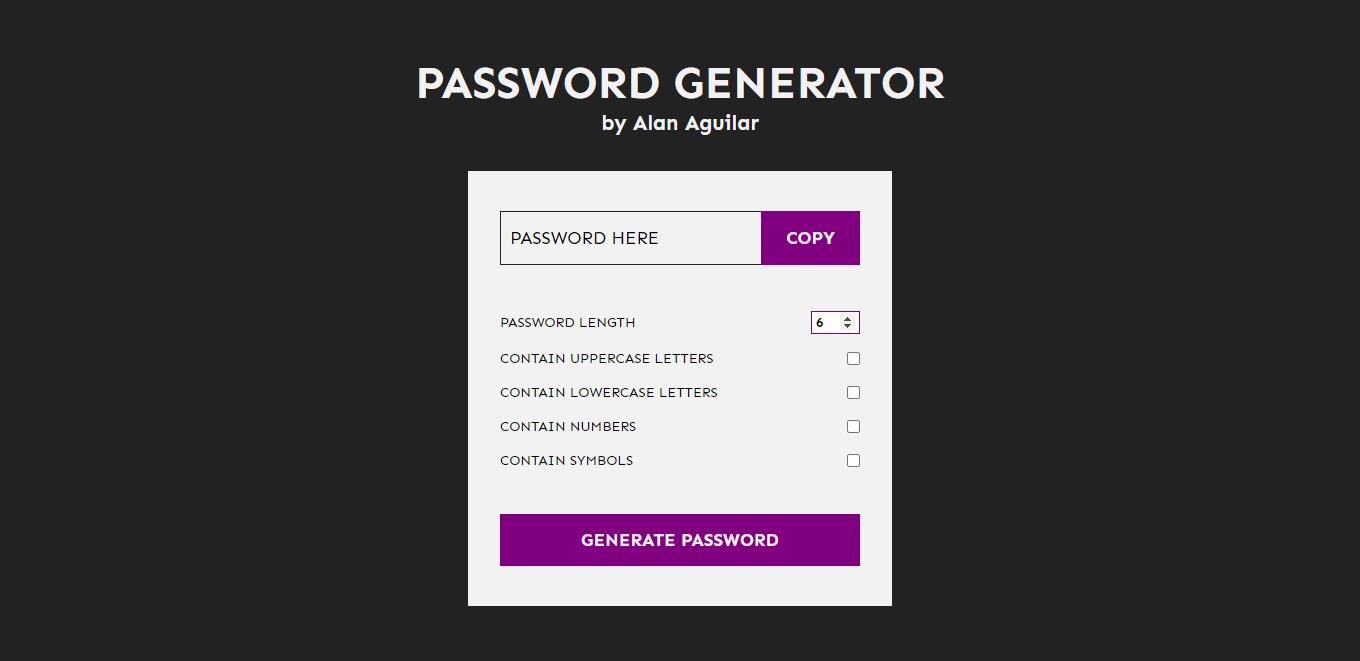 PASSWORD GENERATOR
by Alan Aguilar
PASSWORD HERE COPY
PASSWORD LENGTH 6
CONTAIN UPPERCASE LETTERS
CONTAIN LOWERCASE LETTERS
CONTAIN NUMBERS
CONTAIN SYMBOLS
GENERATE PASSWORD